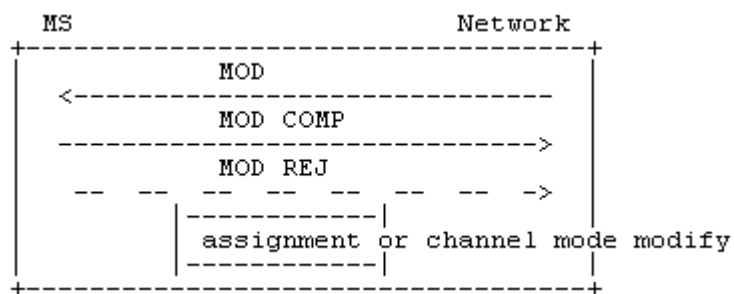 MS Network
MOD
MOD COMP
MOD REJ
assignment or channel mode modify